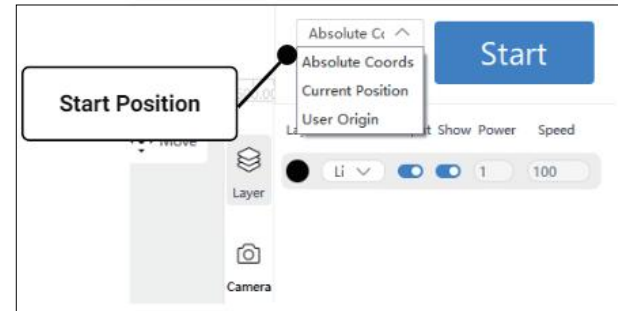 Absolute Co
Start
Absolute Coords
Current Position
User Origin
Start Position
Move
Show Power Speed
Layer
Li
1
100
Camera